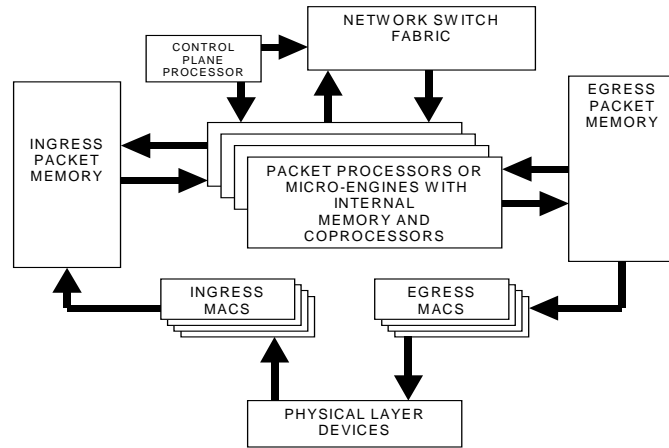 NETWORK SWITCH
FABRIC
CONTROL
PLANE
PROCESSOR
INGRESS
PACKET
MEMORY
EGRESS
PACKET
MEMORY
PACKET PROCESSORS OR
MICRO-ENGINES WITH
INTERNAL
MEMORY AND
COPROCESSORS
INGRESS
MACS
EGRESS
MACS
PHYSICAL LAYER
DEVICES